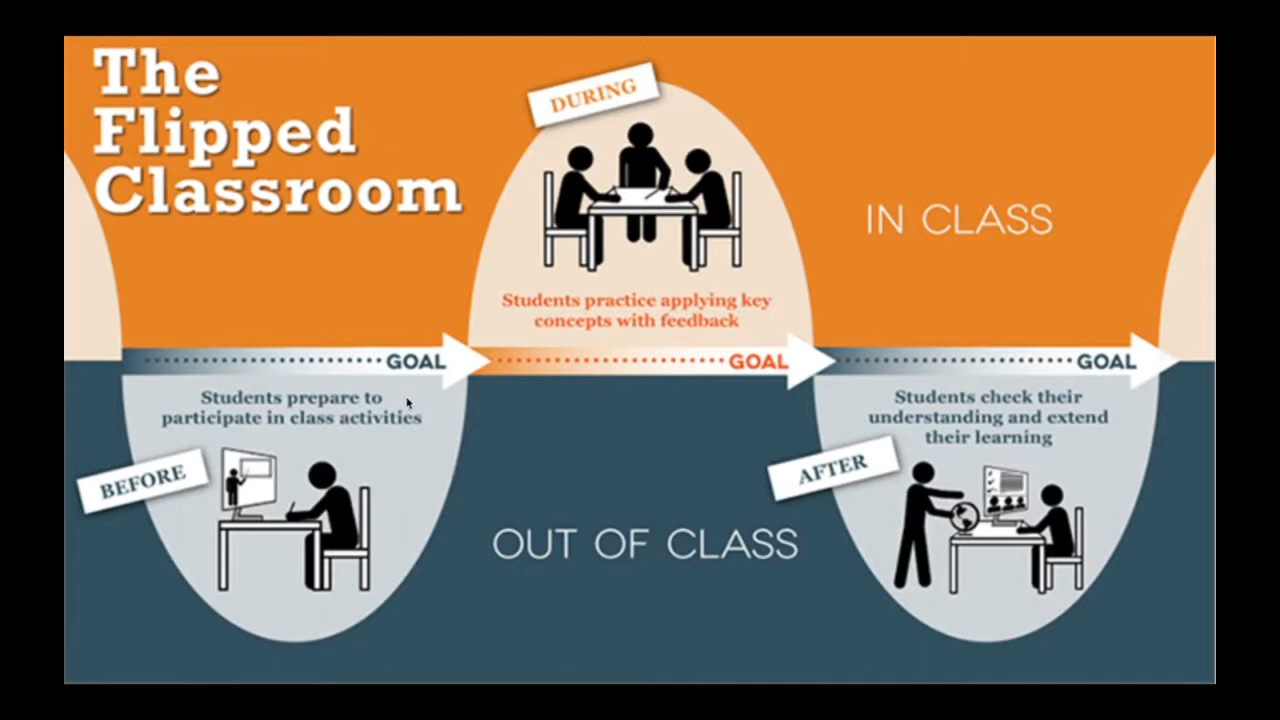 The
Flipped
Classroom
DURING
IN CLASS
Students practice applying key
concepts with feedback
GOAL
GOAL
GOAL
Students prepare to
participate in class activities
BEFORE
OUT OF CLASS
Students check their
understanding and extend
their learning
AFTER